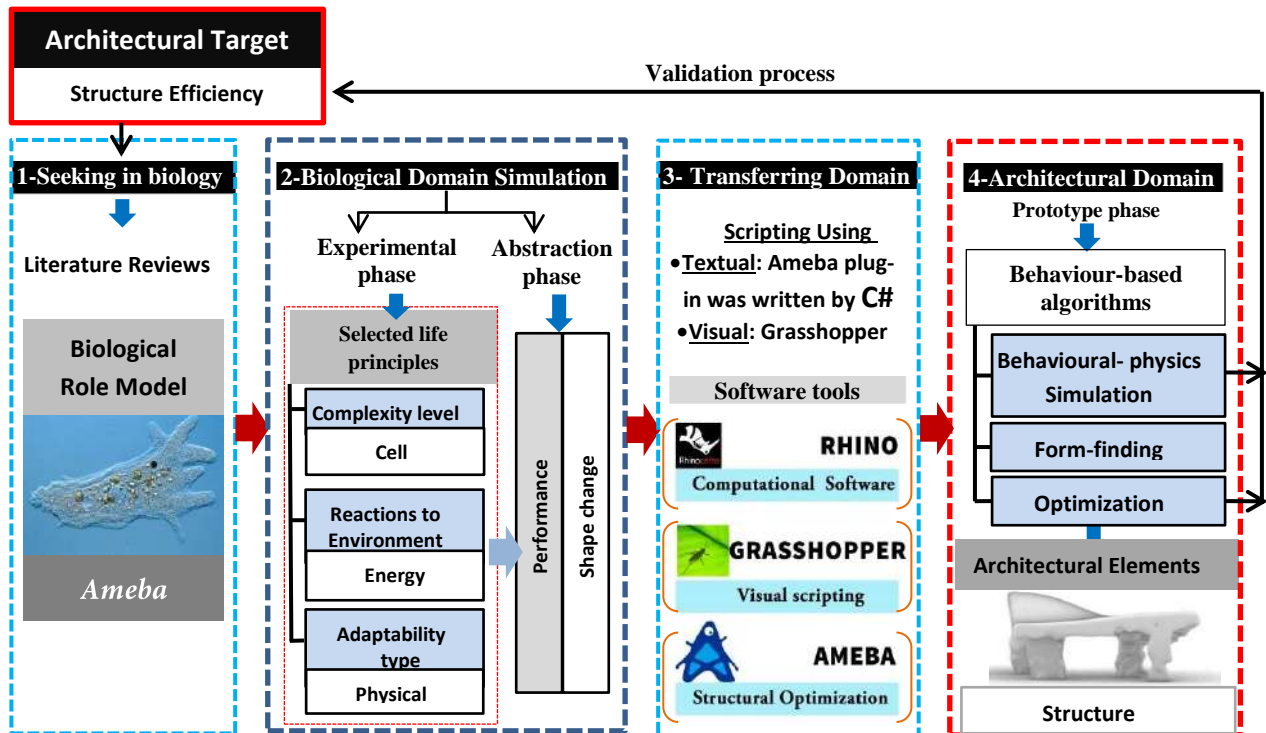 Architectural Target
Structure Efficiency
Validation process
1-Seeking in biology
Literature Reviews
Biological
Role Model
Ameba
2-Biological Domain Simulation
Experimental
phase
Abstraction
phase
Selected life
principles
Complexity level
Cell
Reactions to
Environment
Energy
Adaptability
type
Physical
Performance
Shape change
3- Transferring Domain
Scripting Using
•Textual: Ameba plug-
in was written by C#
•Visual: Grasshopper
Software tools
Rhinoceros
RHINO
Computational Software
GRASSHOPPER
Visual scripting
AMEBA
Structural Optimization
4-Architectural Domain
Prototype phase
Behaviour-based
algorithms
Behavioural- physics
Simulation
Form-finding
Optimization
Architectural Elements
Structure